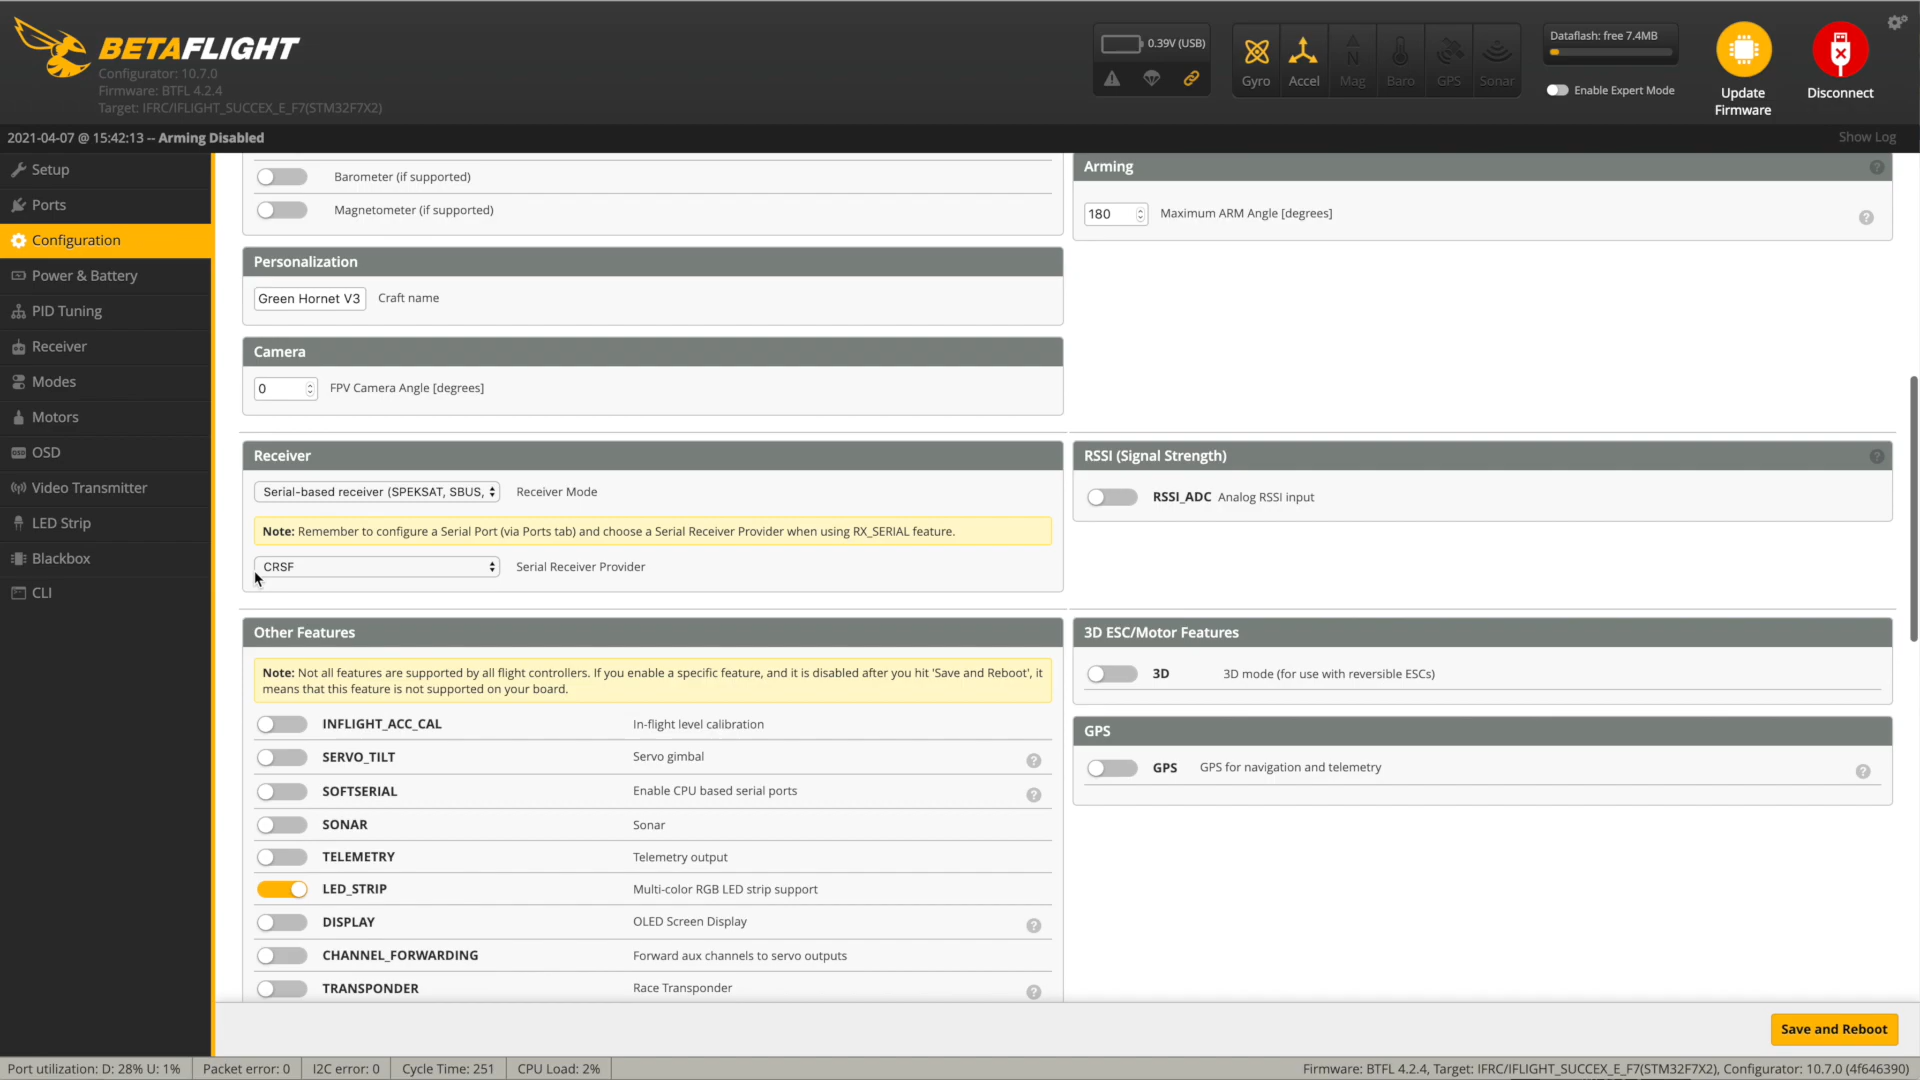 BETAFLIGHT
Configurator: 10.7.0
Firmware: BTFL 4.2.4
Target: IFRC/IFLIGHT_SUCCEX_E_F7(STM32F7X2)
0.39V (USB)
Gyro
Accel
Mag
Baro
GPS
Sonar
Dataflash: free 7.4MB
Enable Expert Mode
Update
Firmware
Disconnect
2021-04-07 @ 15:42:13 -- Arming Disabled
Show Log
Setup
Ports
Configuration
Power & Battery
PID Tuning
Receiver
Modes
Motors
OSD
Video Transmitter
LED Strip
Blackbox
CLI
Barometer (if supported)
Magnetometer (if supported)
Arming
180 Maximum ARM Angle [degrees]
Personalization
Green Hornet V3 Craft name
Camera
0 FPV Camera Angle [degrees]
Receiver
Serial-based receiver (SPEKSAT, SBUS, Receiver Mode
Note: Remember to configure a Serial Port (via Ports tab) and choose a Serial Receiver Provider when using RX_SERIAL feature.
CRSF Serial Receiver Provider
RSSI (Signal Strength)
RSSI_ADC Analog RSSI input
Other Features
Note: Not all features are supported by all flight controllers. If you enable a specific feature, and it is disabled after you hit 'Save and Reboot', it
means that this feature is not supported on your board.
INFLIGHT_ACC_CAL In-flight level calibration
SERVO_TILT Servo gimbal
SOFTSERIAL Enable CPU based serial ports
SONAR Sonar
TELEMETRY Telemetry output
LED_STRIP Multi-color RGB LED strip support
DISPLAY OLED Screen Display
CHANNEL_FORWARDING Forward aux channels to servo outputs
TRANSPONDER Race Transponder
3D ESC/Motor Features
3D 3D mode (for use with reversible ESCs)
GPS
GPS GPS for navigation and telemetry
Save and Reboot
Port utilization: D: 28% U: 1% Packet error: 0 I2C error: 0 Cycle Time: 251 CPU Load: 2% Firmware: BTFL 4.2.4, Target: IFRC/IFLIGHT_SUCCEX_E_F7(STM32F7X2), Configurator: 10.7.0 (4f646390)